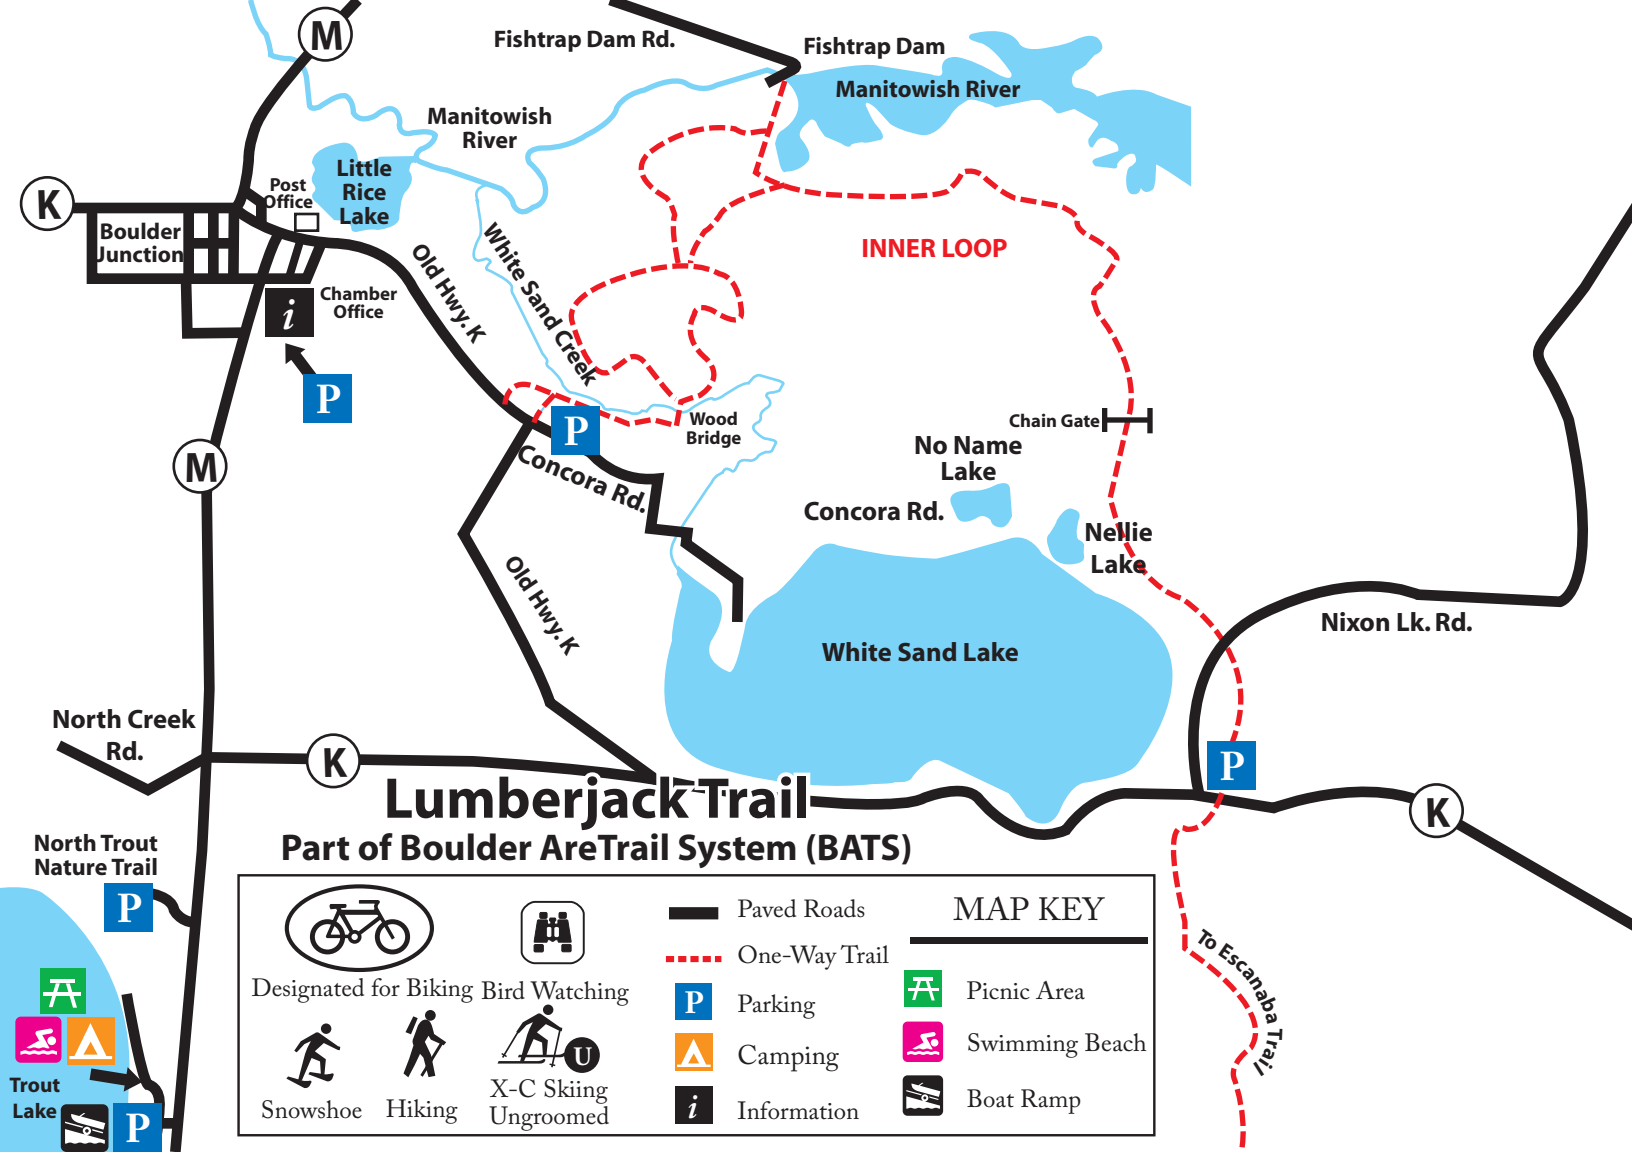 M
Fishtrap Dam Rd.
Fishtrap Dam
Manitowish River
Manitowish
River
Little
Rice
Lake
Post
Office
K
Boulder
Junction
INNER LOOP
White Sand Creek
Old Hwy. K
i
Chamber
Office
P
P
Wood
Bridge
Chain Gate
No Name
Lake
M
Concora Rd.
Concora Rd.
Nellie
Lake
Old Hwy. K
Nixon Lk. Rd.
White Sand Lake
North Creek
Rd.
K
P
K
Lumberjack Trail
Part of Boulder AreTrail System (BATS)
North Trout
Nature Trail
P
To Escanaba Trail
Trout
Lake
P
MAP KEY
Designated for Biking
Bird Watching
Snowshoe
Hiking
U
X-C Skiing
Ungroomed
Paved Roads
One-Way Trail
P Parking
Camping
i Information
Picnic Area
Swimming Beach
Boat Ramp